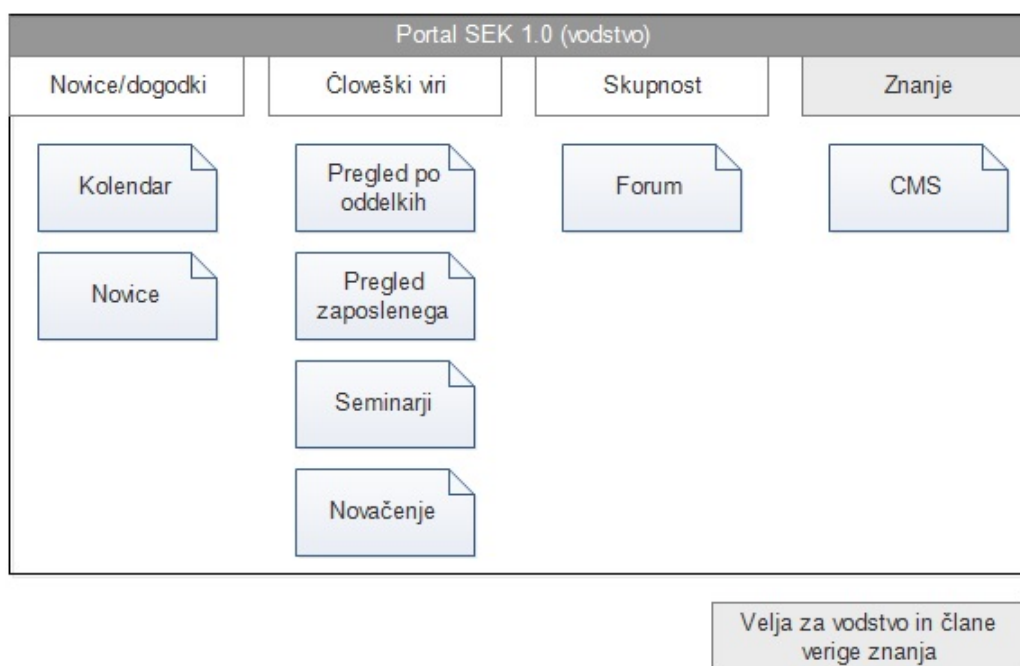 Portal SEK 1.0 (vodstvo)
Novice/dogodki
Človeški viri
Skupnost
Znanje
Kolendar
Pregled po
oddelkih
Forum
CMS
Novice
Pregled
zaposlenega
Seminarji
Novačenje
Velja za vodstvo in člane
verige znanja